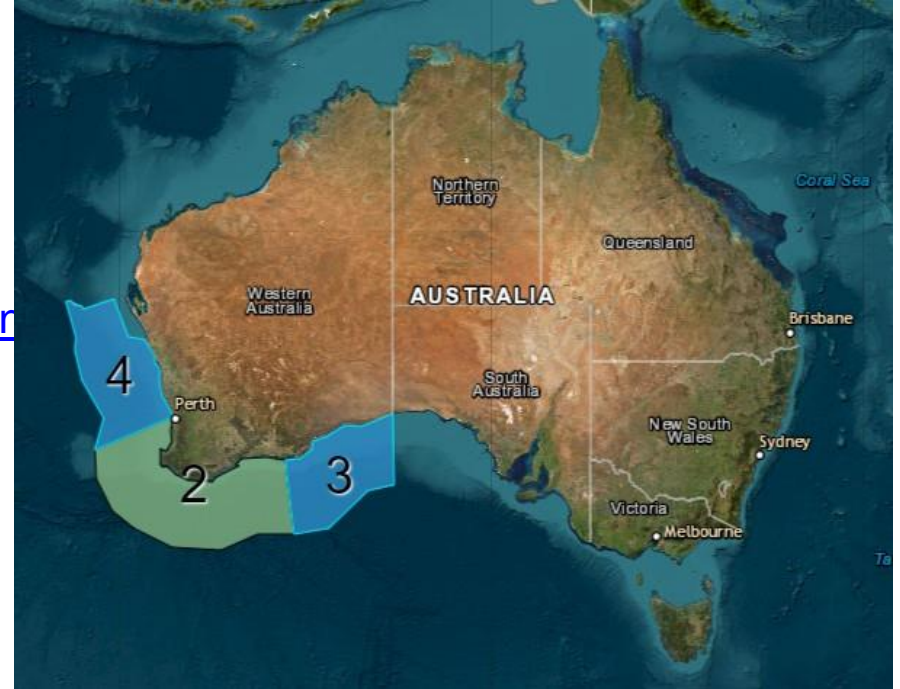 Coral Sea
Northern
Territory
Queensland
Western
Australia
AUSTRALIA
Brisbane
4
Perth
South
Australia
New South
Wales
Sydney
2
3
Victoria
Melbourne
Ta